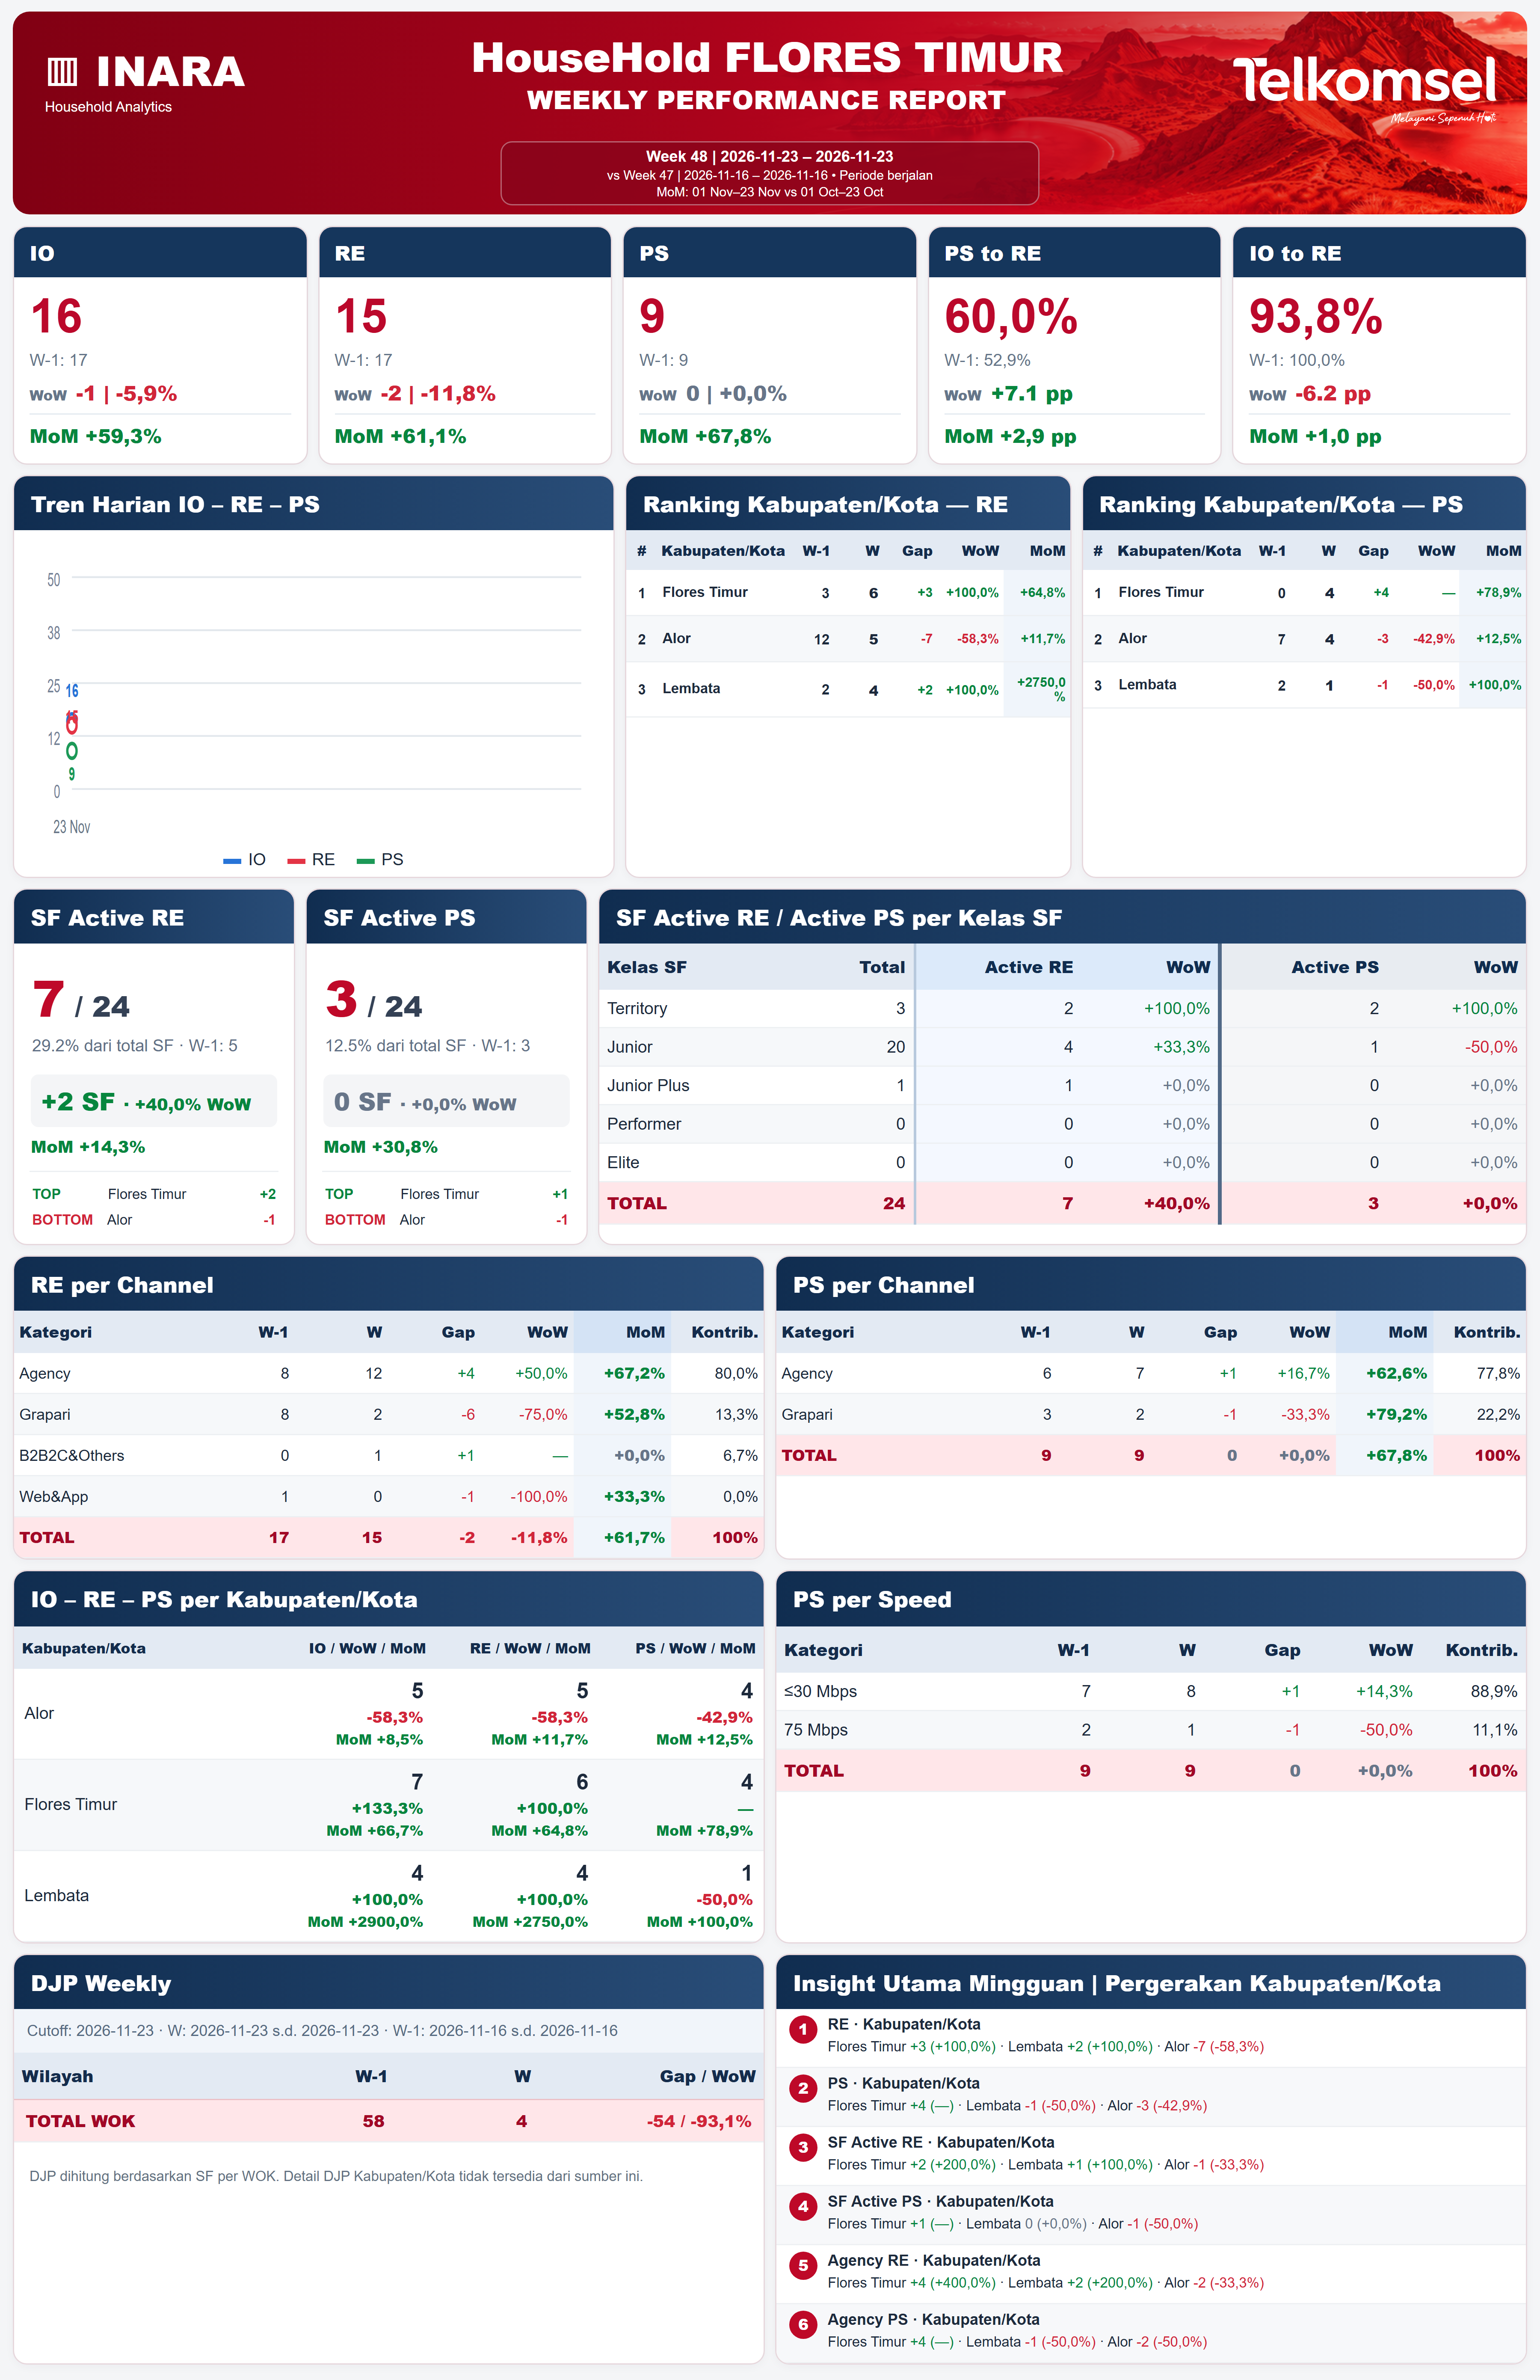 INARA
Household Analytics
HouseHold FLORES TIMUR
WEEKLY PERFORMANCE REPORT
Week 48 | 2026-11-23 – 2026-11-23
vs Week 47 | 2026-11-16 – 2026-11-16 • Periode berjalan
MoM: 01 Nov–23 Nov vs 01 Oct–23 Oct
Telkomsel
Melayani Sepenuh Hati
IO
16
W-1: 17
WoW -1 | -5,9%
MoM +59,3%
RE
15
W-1: 17
WoW -2 | -11,8%
MoM +61,1%
PS
9
W-1: 9
WoW 0 | +0,0%
MoM +67,8%
PS to RE
60,0%
W-1: 52,9%
WoW +7.1 pp
MoM +2,9 pp
IO to RE
93,8%
W-1: 100,0%
WoW -6.2 pp
MoM +1,0 pp
Tren Harian IO – RE – PS
50
38
25
12
0
16
15
9
23 Nov
IO RE PS
Ranking Kabupaten/Kota — RE
# Kabupaten/Kota W-1 W Gap WoW MoM
1 Flores Timur 3 6 +3 +100,0% +64,8%
2 Alor 12 5 -7 -58,3% +11,7%
3 Lembata 2 4 +2 +100,0% +2750,0
%
Ranking Kabupaten/Kota — PS
# Kabupaten/Kota W-1 W Gap WoW MoM
1 Flores Timur 0 4 +4 — +78,9%
2 Alor 7 4 -3 -42,9% +12,5%
3 Lembata 2 1 -1 -50,0% +100,0%
SF Active RE
7 / 24
29.2% dari total SF · W-1: 5
+2 SF · +40,0% WoW
MoM +14,3%
TOP Flores Timur +2
BOTTOM Alor -1
SF Active PS
3 / 24
12.5% dari total SF · W-1: 3
0 SF · +0,0% WoW
MoM +30,8%
TOP Flores Timur +1
BOTTOM Alor -1
SF Active RE / Active PS per Kelas SF
Kelas SF Total Active RE WoW Active PS WoW
Territory 3 2 +100,0% 2 +100,0%
Junior 20 4 +33,3% 1 -50,0%
Junior Plus 1 1 +0,0% 0 +0,0%
Performer 0 0 +0,0% 0 +0,0%
Elite 0 0 +0,0% 0 +0,0%
TOTAL 24 7 +40,0% 3 +0,0%
RE per Channel
Kategori W-1 W Gap WoW MoM Kontrib.
Agency 8 12 +4 +50,0% +67,2% 80,0%
Grapari 8 2 -6 -75,0% +52,8% 13,3%
B2B2C&Others 0 1 +1 — +0,0% 6,7%
Web&App 1 0 -1 -100,0% +33,3% 0,0%
TOTAL 17 15 -2 -11,8% +61,7% 100%
PS per Channel
Kategori W-1 W Gap WoW MoM Kontrib.
Agency 6 7 +1 +16,7% +62,6% 77,8%
Grapari 3 2 -1 -33,3% +79,2% 22,2%
TOTAL 9 9 0 +0,0% +67,8% 100%
IO – RE – PS per Kabupaten/Kota
Kabupaten/Kota IO / WoW / MoM RE / WoW / MoM PS / WoW / MoM
5 5 4
Alor -58,3% -58,3% -42,9%
MoM +8,5% MoM +11,7% MoM +12,5%
7 6 4
Flores Timur +133,3% +100,0% —
MoM +66,7% MoM +64,8% MoM +78,9%
4 4 1
Lembata +100,0% +100,0% -50,0%
MoM +2900,0% MoM +2750,0% MoM +100,0%
PS per Speed
Kategori W-1 W Gap WoW Kontrib.
≤30 Mbps 7 8 +1 +14,3% 88,9%
75 Mbps 2 1 -1 -50,0% 11,1%
TOTAL 9 9 0 +0,0% 100%
DJP Weekly
Cutoff: 2026-11-23 · W: 2026-11-23 s.d. 2026-11-23 · W-1: 2026-11-16 s.d. 2026-11-16
Wilayah W-1 W Gap / WoW
TOTAL WOK 58 4 -54 / -93,1%
DJP dihitung berdasarkan SF per WOK. Detail DJP Kabupaten/Kota tidak tersedia dari sumber ini.
Insight Utama Mingguan | Pergerakan Kabupaten/Kota
1 RE · Kabupaten/Kota
Flores Timur +3 (+100,0%) · Lembata +2 (+100,0%) · Alor -7 (-58,3%)
2 PS · Kabupaten/Kota
Flores Timur +4 (—) · Lembata -1 (-50,0%) · Alor -3 (-42,9%)
3 SF Active RE · Kabupaten/Kota
Flores Timur +2 (+200,0%) · Lembata +1 (+100,0%) · Alor -1 (-33,3%)
4 SF Active PS · Kabupaten/Kota
Flores Timur +1 (—) · Lembata 0 (+0,0%) · Alor -1 (-50,0%)
5 Agency RE · Kabupaten/Kota
Flores Timur +4 (+400,0%) · Lembata +2 (+200,0%) · Alor -2 (-33,3%)
6 Agency PS · Kabupaten/Kota
Flores Timur +4 (—) · Lembata -1 (-50,0%) · Alor -2 (-50,0%)